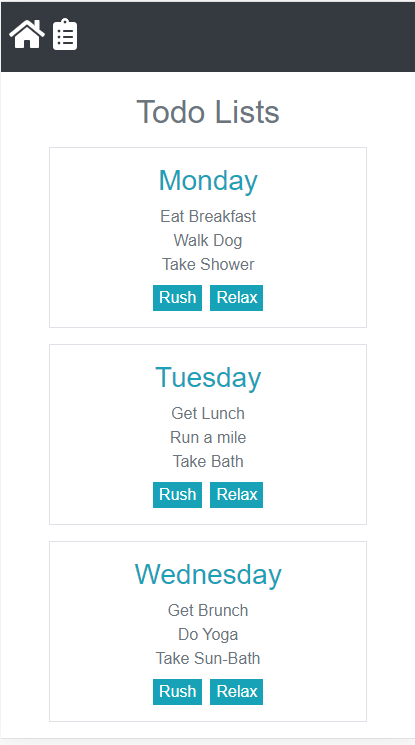 Todo Lists
Monday
Eat Breakfast
Walk Dog
Take Shower
Rush Relax
Tuesday
Get Lunch
Run a mile
Take Bath
Rush Relax
Wednesday
Get Brunch
Do Yoga
Take Sun-Bath
Rush Relax